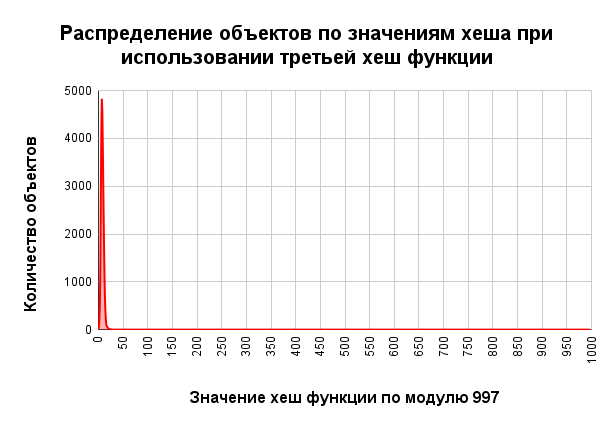 Распределение объектов по значениям хеша при
использовании третьей хеш функции
Количество объектов
5000
4000
3000
2000
1000
0
0 50 100 150 200 250 300 350 400 450 500 550 600 650 700 750 800 850 900 950 1000
Значение хеш функции по модулю 997